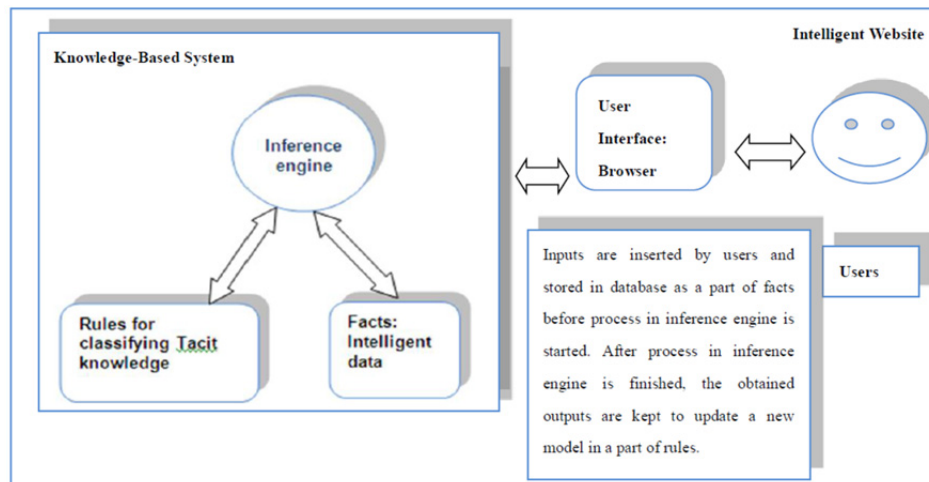 Intelligent Website
Knowledge-Based System
Inference
engine
Rules for
classifying Tacit
knowledge
Facts:
Intelligent
data
User
Interface:
Browser
Users
Inputs are inserted by users and
stored in database as a part of facts
before process in inference engine is
started. After process in inference
engine is finished, the obtained
outputs are kept to update a new
model in a part of rules.